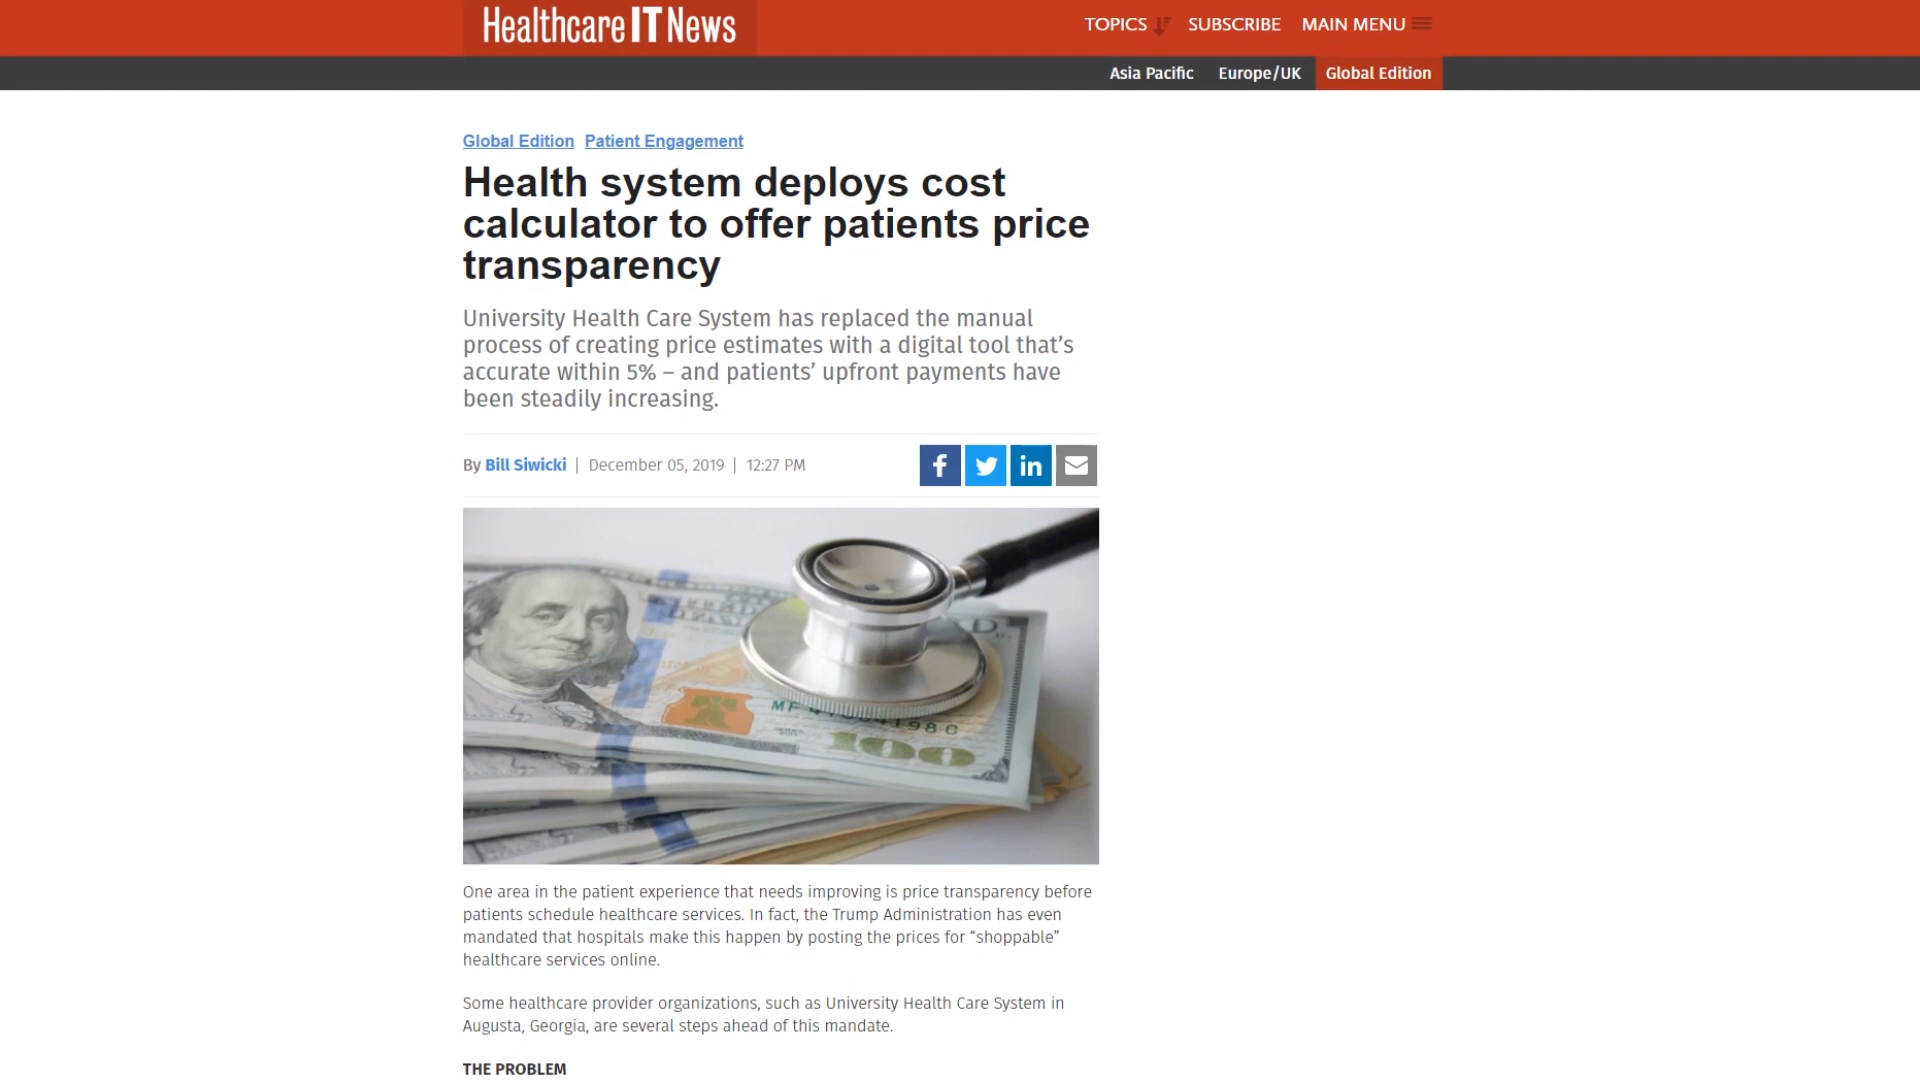 Healthcare IT News
TOPICS SUBSCRIBE MAIN MENU
Asia Pacific Europe/UK Global Edition
Global Edition Patient Engagement
Health system deploys cost
calculator to offer patients price
transparency
University Health Care System has replaced the manual
process of creating price estimates with a digital tool that’s
accurate within 5% – and patients’ upfront payments have
been steadily increasing.
By Bill Siwicki | December 05, 2019 | 12:27 PM
100
One area in the patient experience that needs improving is price transparency before
patients schedule healthcare services. In fact, the Trump Administration has even
mandated that hospitals make this happen by posting the prices for “shoppable”
healthcare services online.
Some healthcare provider organizations, such as University Health Care System in
Augusta, Georgia, are several steps ahead of this mandate.
THE PROBLEM